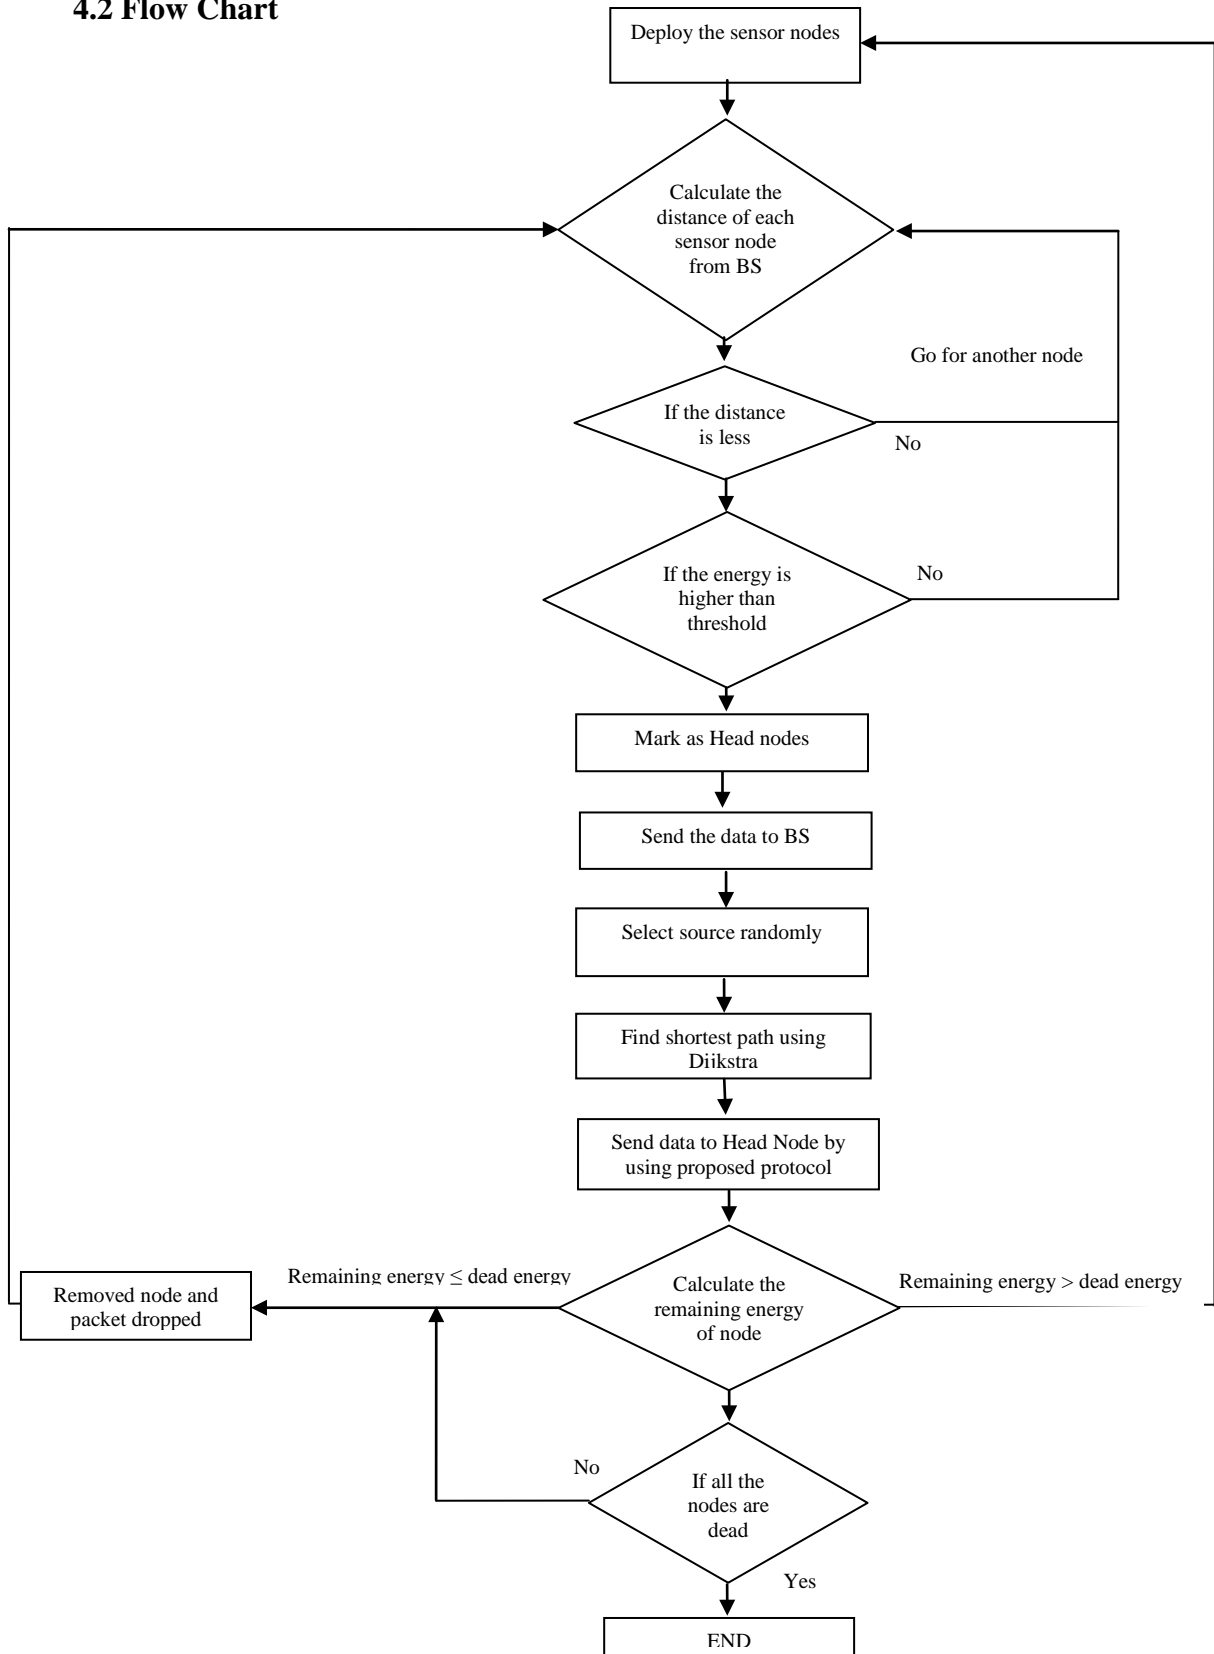 4.2 Flow Chart
Deploy the sensor nodes
Calculate the
distance of each
sensor node
from BS
Go for another node
If the distance
is less
No
If the energy is
higher than
threshold
No
Mark as Head nodes
Send the data to BS
Select source randomly
Find shortest path using
Dijkstra
Send data to Head Node by
using proposed protocol
Remaining energy ≤ dead energy
Calculate the
remaining energy
of node
Remaining energy > dead energy
Removed node and
packet dropped
No
If all the
nodes are
dead
Yes
END